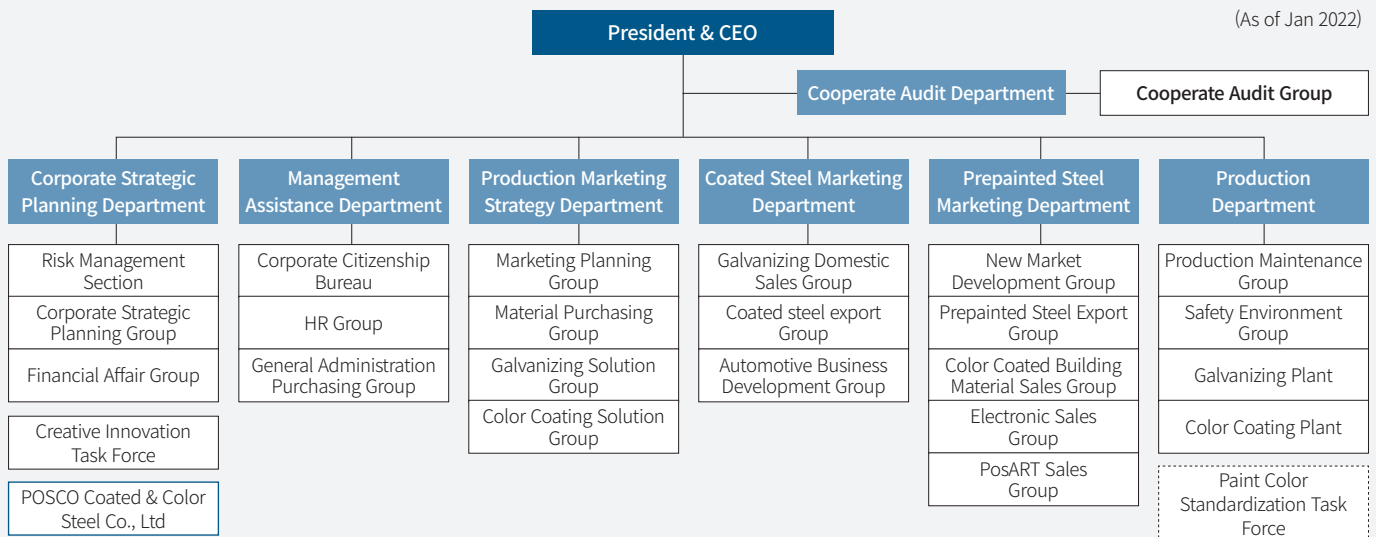 (As of Jan 2022)
President & CEO
Cooperate Audit Department
Cooperate Audit Group
Corporate Strategic
Planning Department
Risk Management
Section
Corporate Strategic
Planning Group
Financial Affair Group
Creative Innovation
Task Force
POSCO Coated & Color
Steel Co., Ltd
Management
Assistance Department
Corporate Citizenship
Bureau
HR Group
General Administration
Purchasing Group
Production Marketing
Strategy Department
Marketing Planning
Group
Material Purchasing
Group
Galvanizing Solution
Group
Color Coating Solution
Group
Coated Steel Marketing
Department
Galvanizing Domestic
Sales Group
Coated steel export
Group
Automotive Business
Development Group
Prepainted Steel
Marketing Department
New Market
Development Group
Prepainted Steel Export
Group
Color Coated Building
Material Sales Group
Electronic Sales
Group
PosART Sales
Group
Production
Department
Production Maintenance
Group
Safety Environment
Group
Galvanizing Plant
Color Coating Plant
Paint Color
Standardization Task
Force